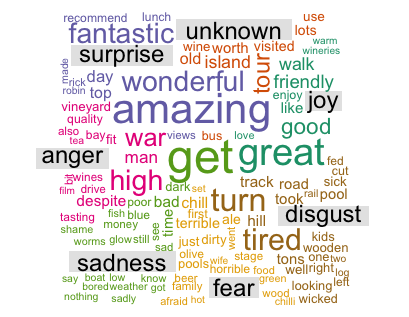 recommend lunch unknown use
fantastic lots
surprise wine worth visited warm
wineries
old island walk
made rick day wonderful tour friendly
robin top enjoy joy
vineyard amazing like
quality good
also bay fit war views bus love
tea
anger man get great fed
cut
big wines high dark set track road sick
film drive rail pool
despite poor bad chill turn took
tasting fish blue time first ale hill disgust
shame money terrible
worms glow still see just dirty went tired kids
wooden
sad olive stage tons one two
sadness pools wife well right log
horrible food looking left
say boat low know beer fear green
bored weather got family wood wicked
nothing sadly afraid hot chilli